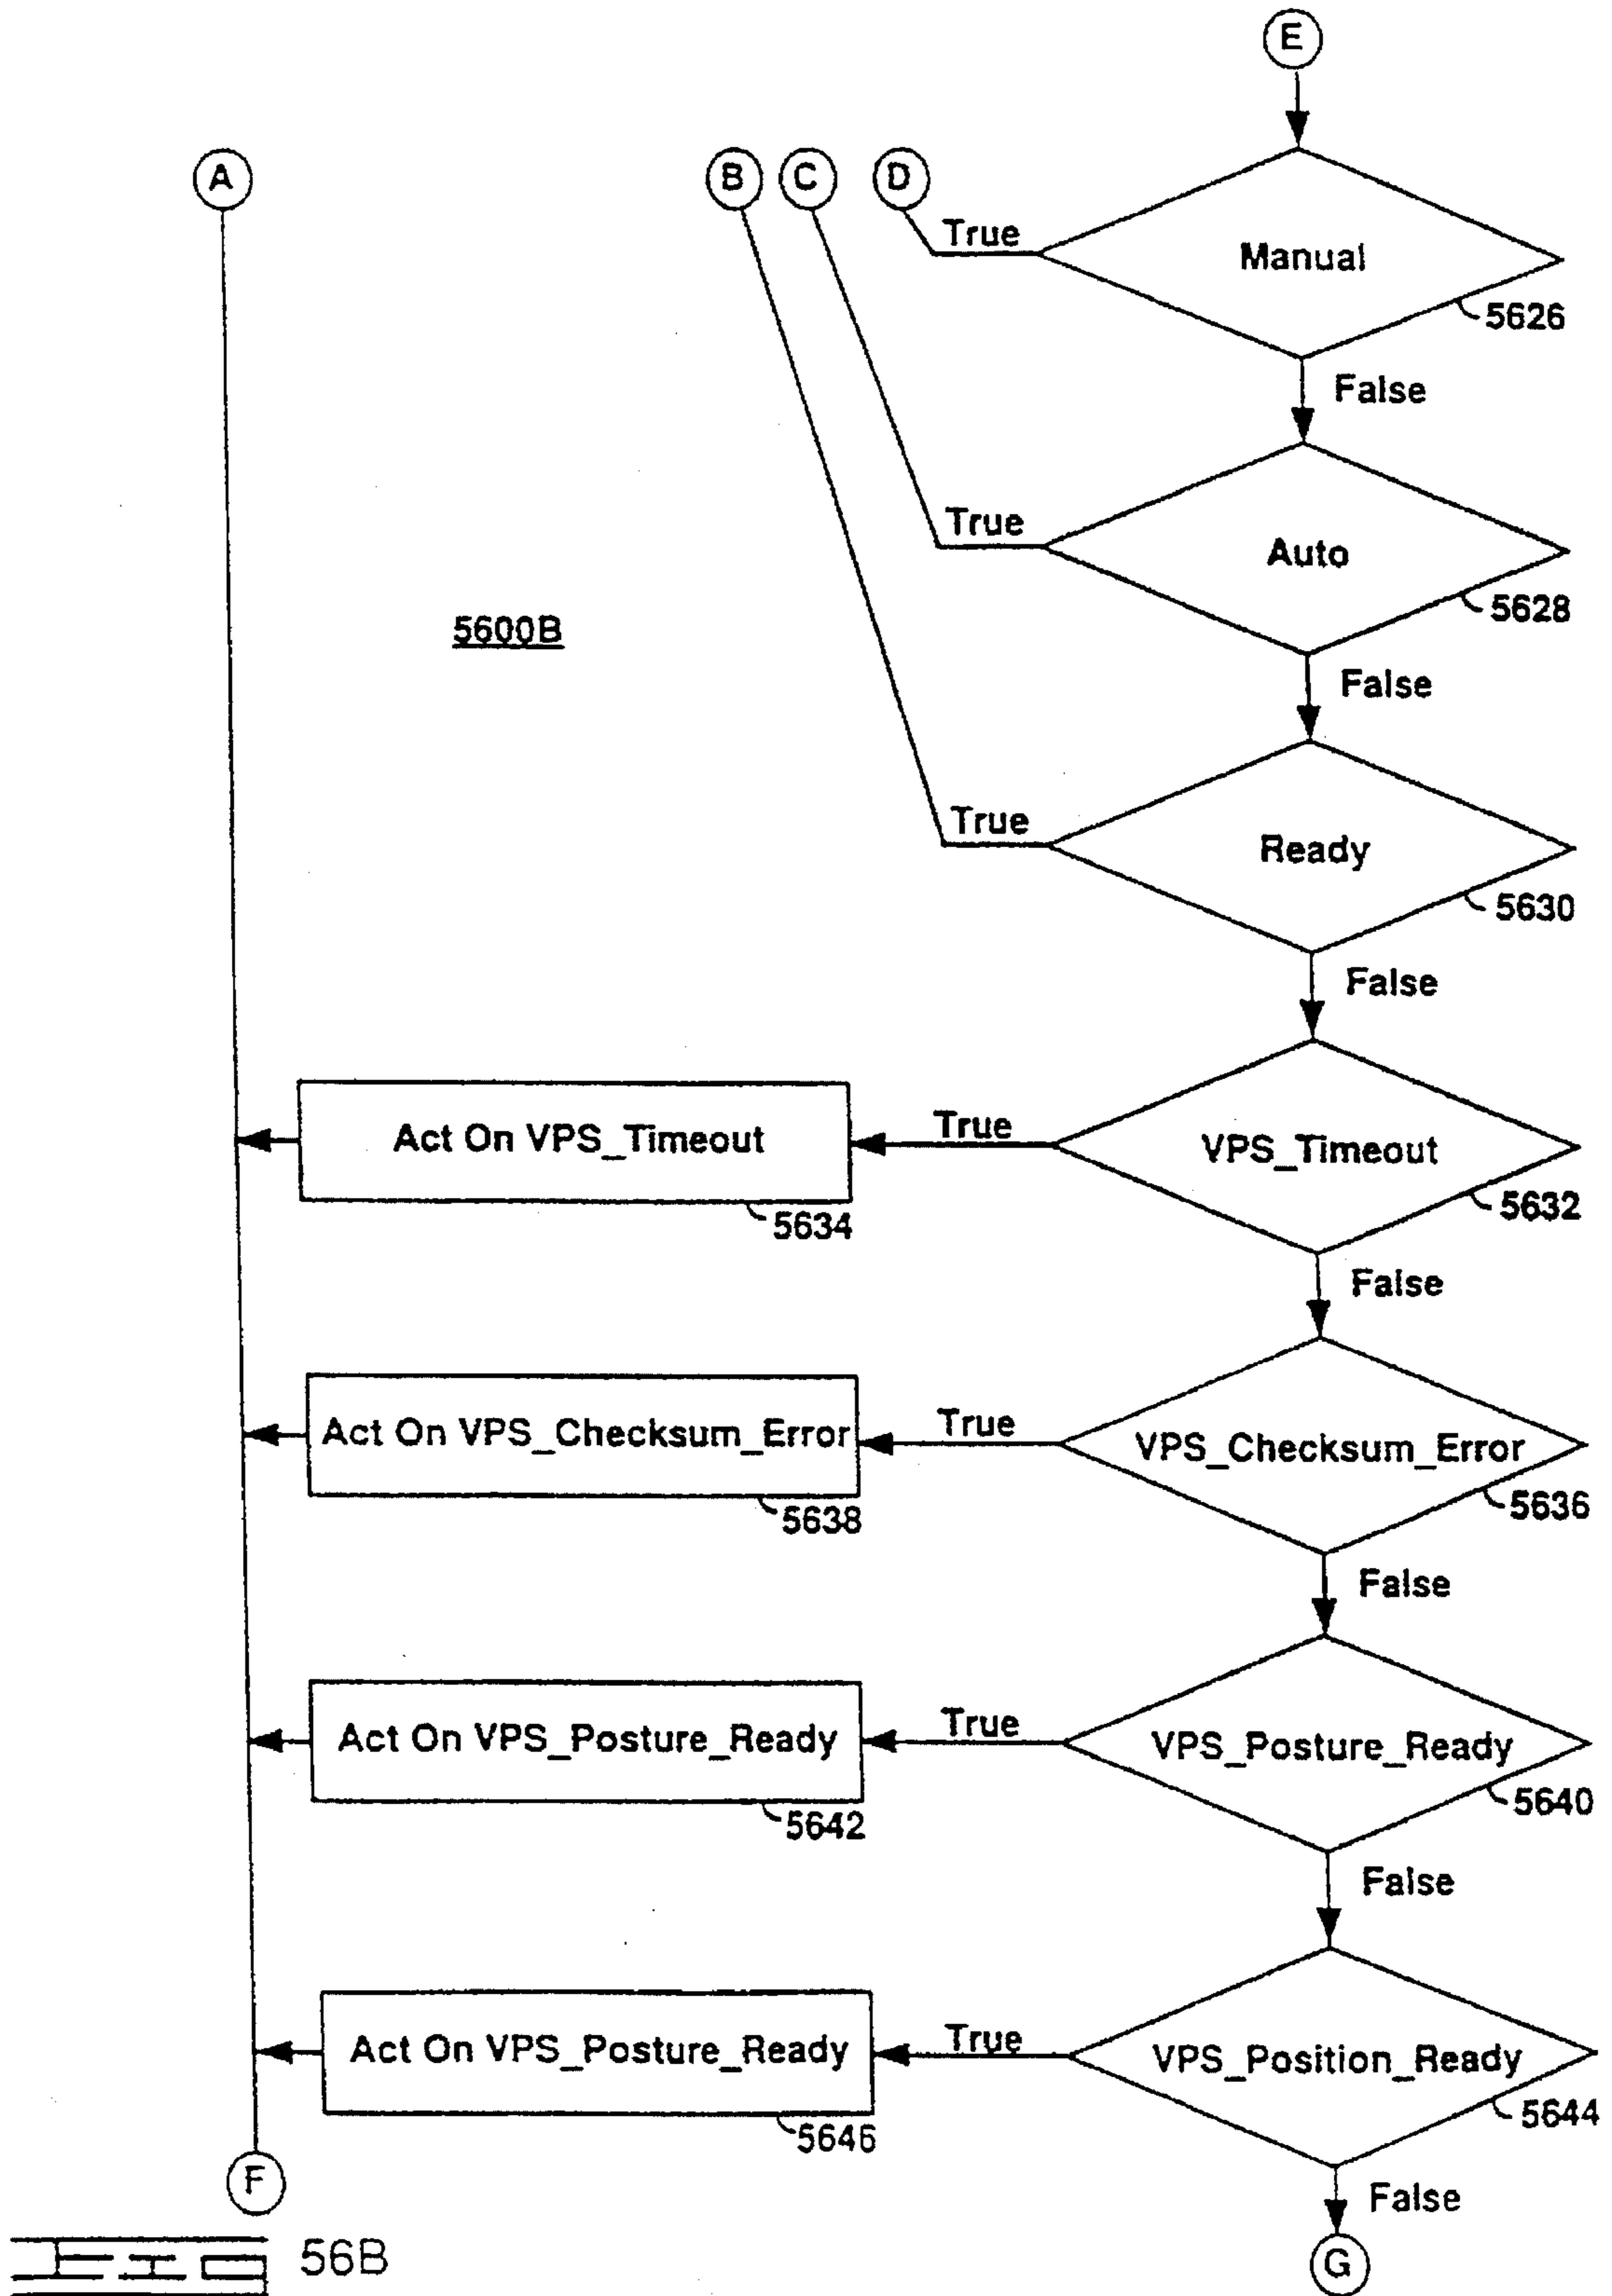 E
A
B
C
D
True
Manual
5626
False
True
Auto
5628
5600B
False
True
Ready
5630
False
Act On VPS_Timeout
True
VPS_Timeout
5634
5632
False
Act On VPS_Checksum_Error
True
VPS_Checksum_Error
5638
5636
False
Act On VPS_Posture_Ready
True
VPS_Posture_Ready
5642
5640
False
Act On VPS_Posture_Ready
True
VPS_Position_Ready
5646
5644
F
False
G
FIG 56B